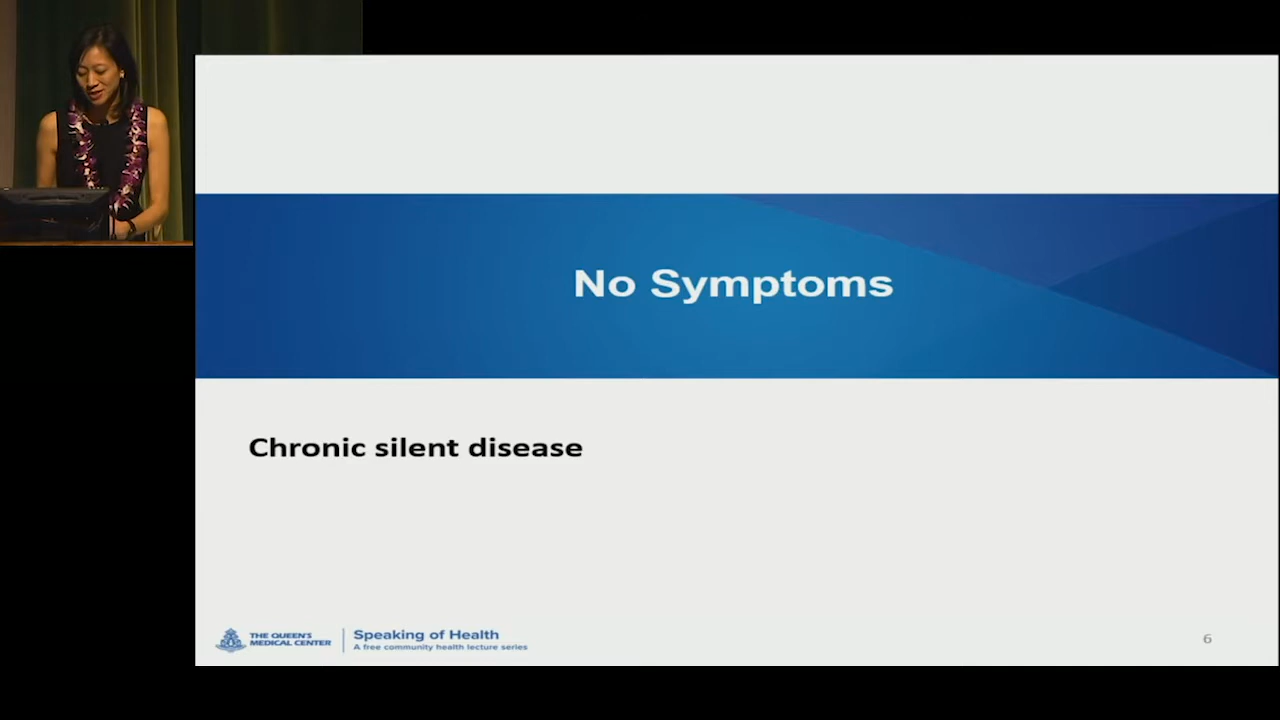 No Symptoms
Chronic silent disease
THE QUEEN'S
MEDICAL CENTER
Speaking of Health
A free community health lecture series
6